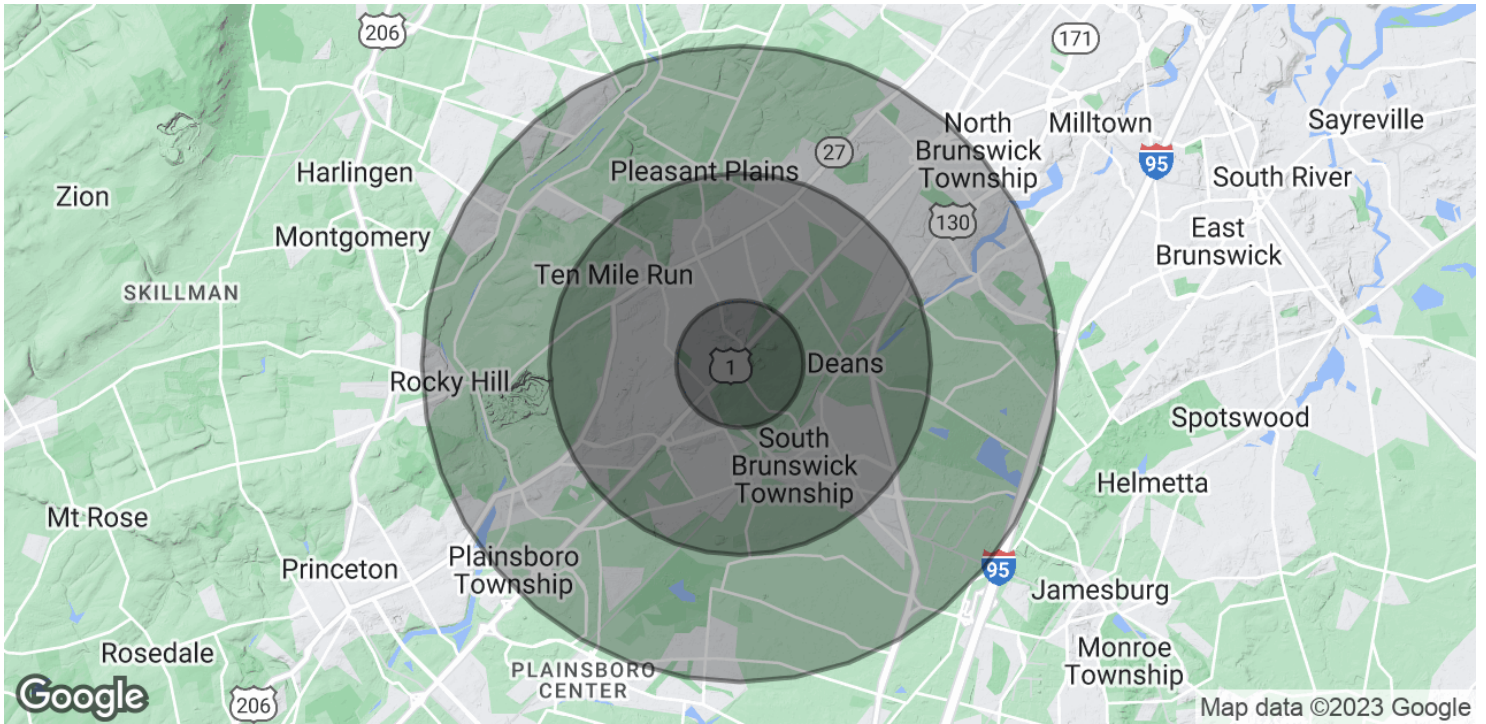 206
171
Sayreville
North
Brunswick
Township
Milltown
27
95
Pleasant Plains
Harlingen
South River
Zion
130
East
Brunswick
Montgomery
Ten Mile Run
SKILLMAN
1
Deans
Rocky Hill
Spotswood
South
Brunswick
Township
Helmetta
Mt Rose
Plainsboro
Township
Princeton
95
Jamesburg
Rosedale
Monroe
Township
PLAINSBORO
CENTER
Google
206
Map data ©2023 Google